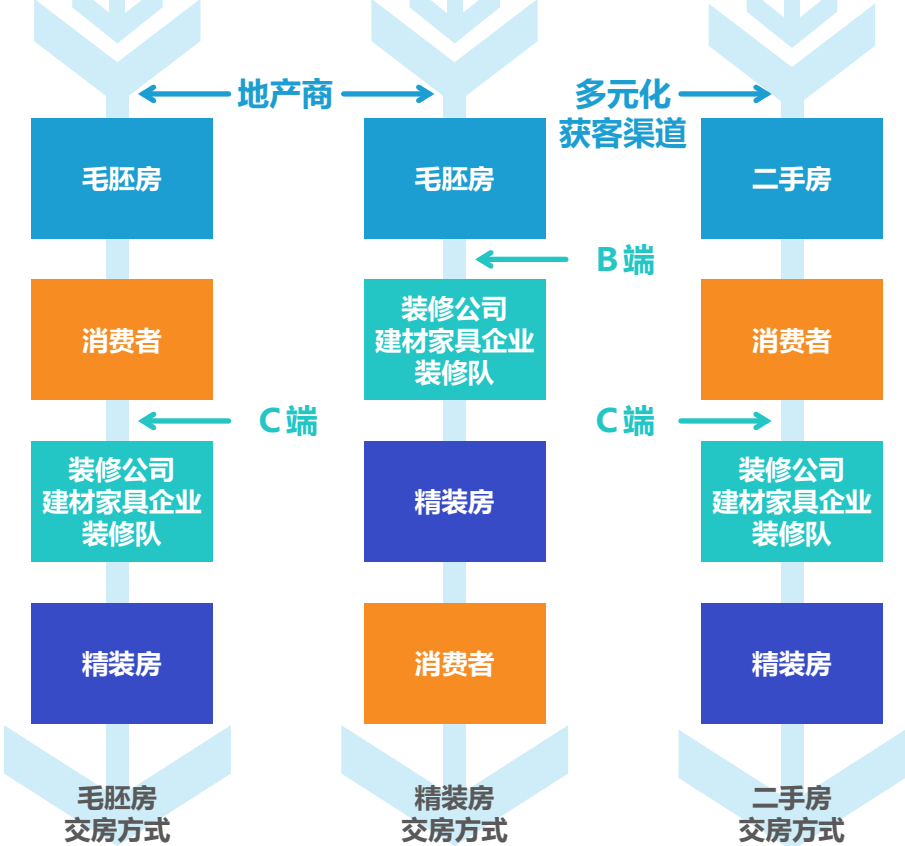 地产商
多元化
获客渠道
毛胚房
毛胚房
二手房
B端
消费者
装修公司
建材家具企业
装修队
消费者
C端
C端
装修公司
建材家具企业
装修队
精装房
装修公司
建材家具企业
装修队
精装房
消费者
精装房
毛胚房
交房方式
精装房
交房方式
二手房
交房方式